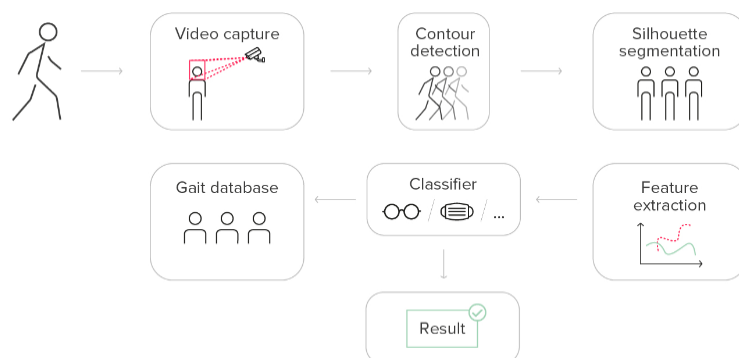 Video capture
Contour
detection
Silhouette
segmentation
Gait database
Classifier
/ / ...
Feature
extraction
Result